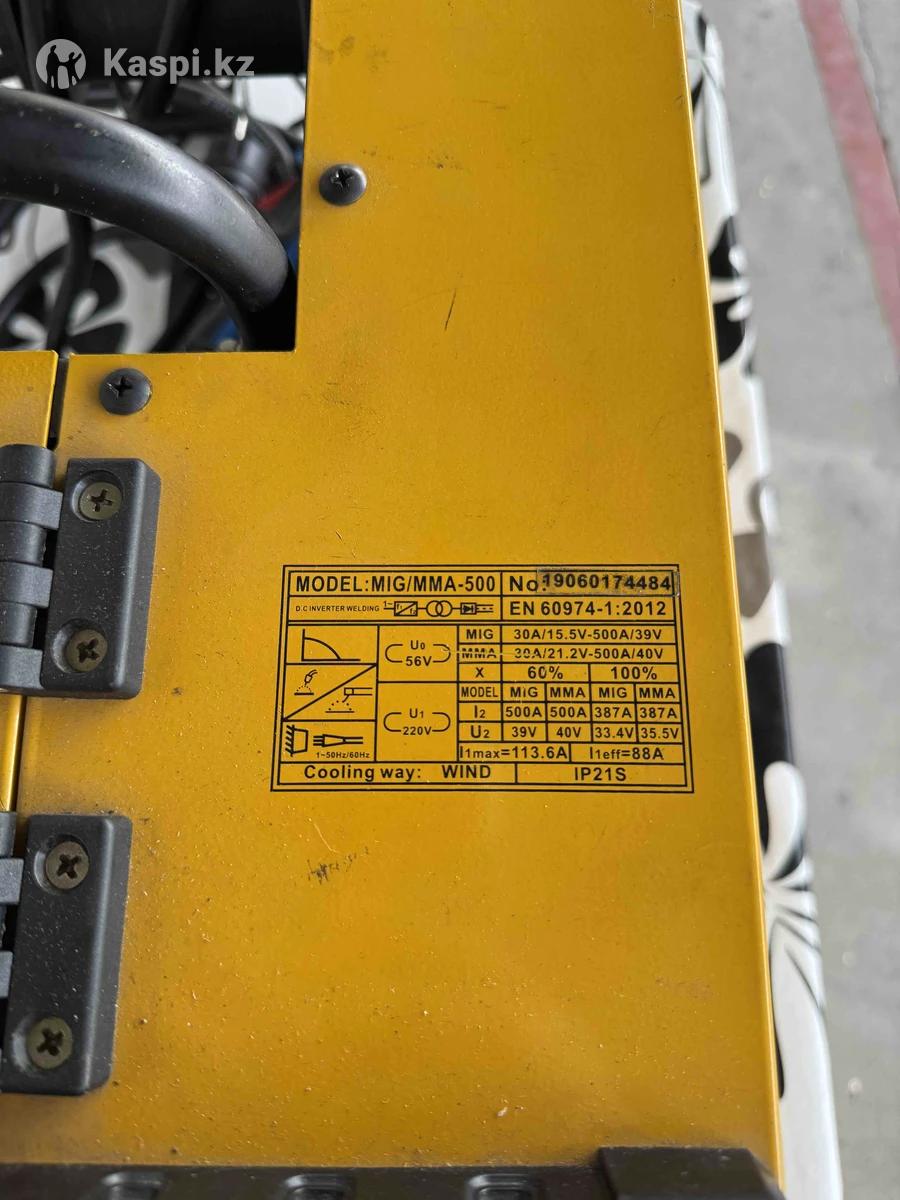 Kaspi.kz
MODEL:MIG/MMA-500 No:19060174484
D.C INVERTER WELDING 1~ f1 f2 EN 60974-1:2012
U0 56V MIG 30A/15.5V-500A/39V
MMA 30A/21.2V-500A/40V
X 60% 100%
U1 220V MODEL MIG MMA MIG MMA
I2 500A 500A 387A 387A
U2 39V 40V 33.4V 35.5V
1~50Hz/60Hz I1max=113.6A I1eff=88A
Cooling way: WIND IP21S